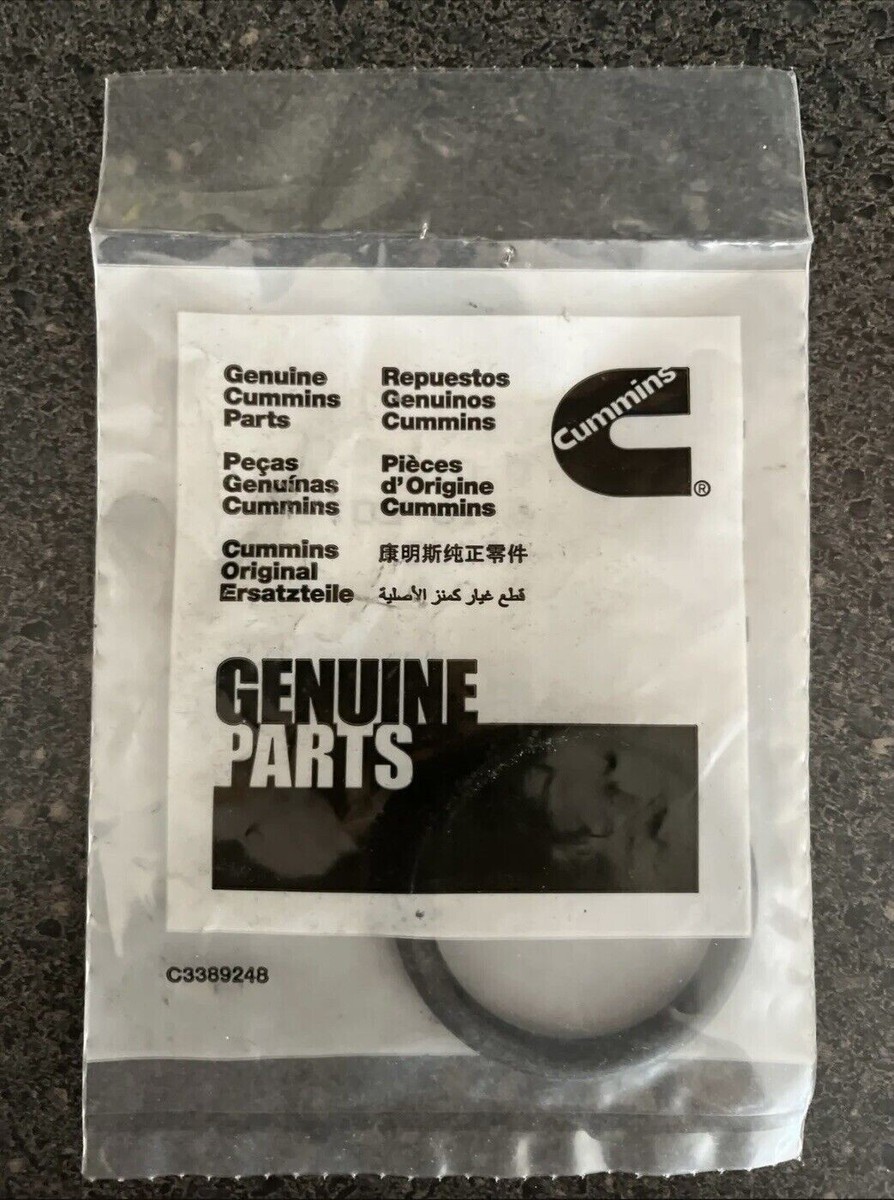 Genuine
Cummins
Parts
Repuestos
Genuinos
Cummins
Cummins
®
Peças
Genuínas
Cummins
Pièces
d'Origine
Cummins
Cummins
Original
Ersatzteile
康明斯纯正零件
قطع غيار كمنز الأصلية
GENUINE
PARTS
C3389248